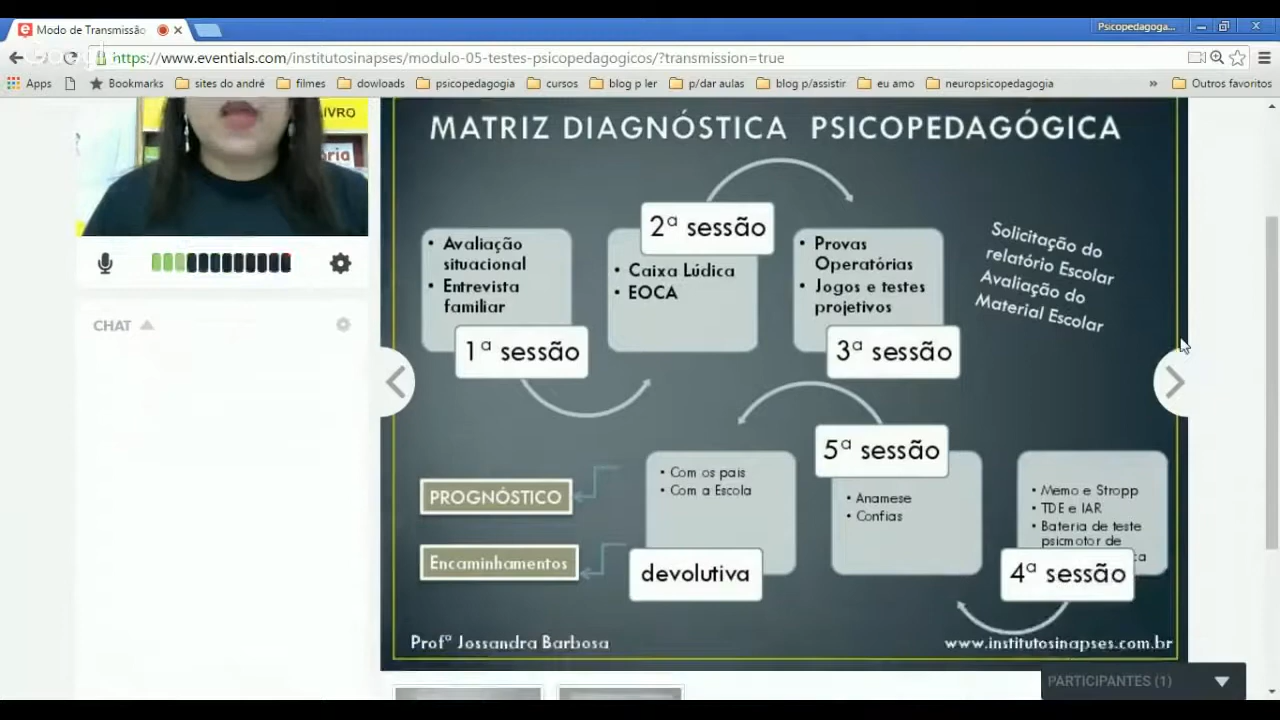 Modo de Transmissão
Psicopedagoga...
https://www.eventials.com/institutosinapses/modulo-05-testes-psicopedagogicos/?transmission=true
Apps
Bookmarks
sites do andré
filmes
dowloads
psicopedagogia
cursos
blog p ler
p/dar aulas
blog p/assistir
eu amo
neuropsicopedagogia
»
Outros favoritos
IVRO
ria
CHAT
MATRIZ DIAGNÓSTICA PSICOPEDAGÓGICA
• Avaliação
situacional
• Entrevista
familiar
1ª sessão
2ª sessão
• Caixa Lúdica
• EOCA
• Provas
Operatórias
• Jogos e testes
projetivos
3ª sessão
Solicitação do
relatório Escolar
Avaliação do
Material Escolar
• Memo e Stropp
• TDE e IAR
• Bateria de teste
psicmotor de
4ª sessão
5ª sessão
• Anamese
• Confias
• Com os pais
• Com a Escola
devolutiva
PROGNÓSTICO
Encaminhamentos
Profª Jossandra Barbosa
www.institutosinapses.com.br
PARTICIPANTES (1)